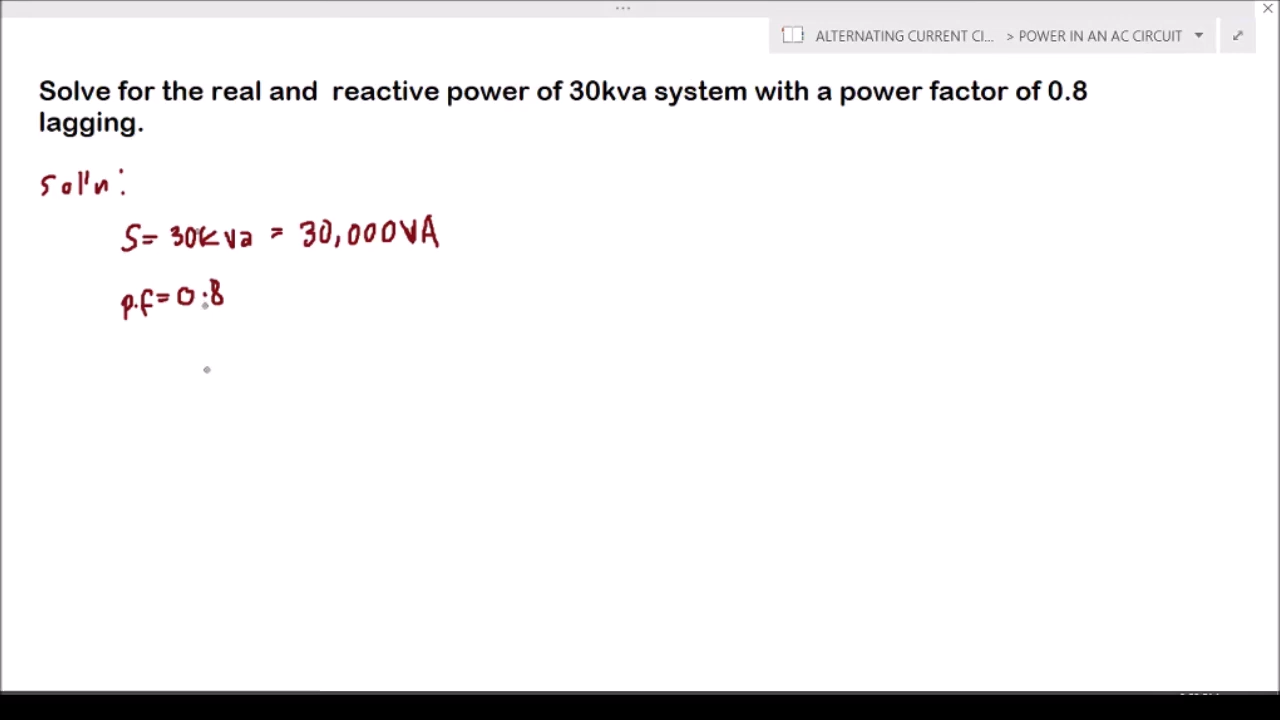 ALTERNATING CURRENT CI... > POWER IN AN AC CIRCUIT
Solve for the real and reactive power of 30kva system with a power factor of 0.8
lagging.
Sol'n:
S= 30kva = 30,000VA
p.f=0.8